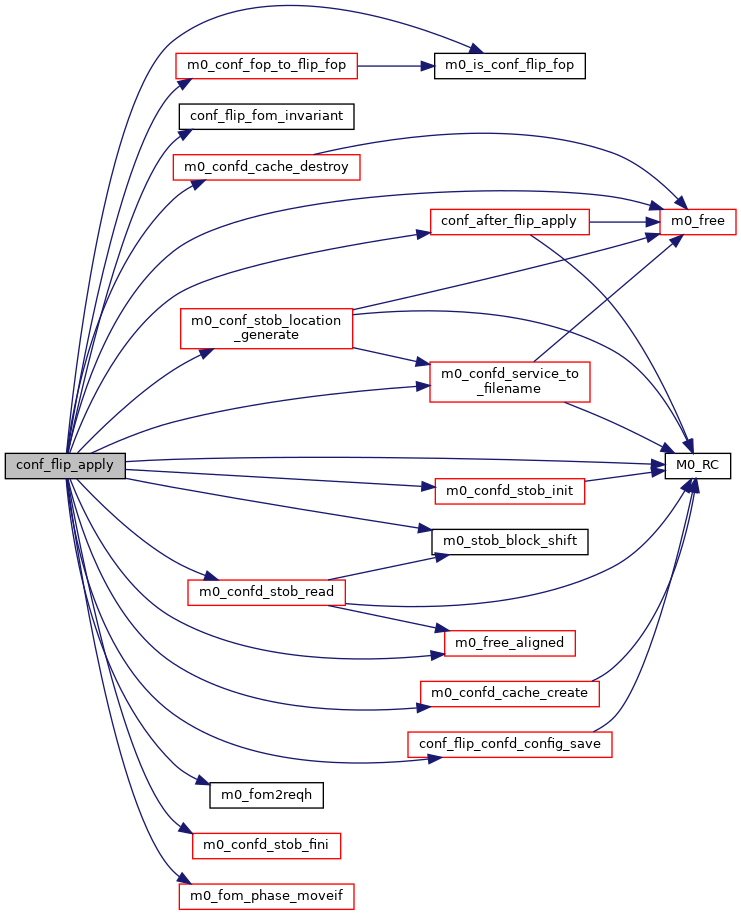 m0_conf_fop_to_flip_fop
m0_is_conf_flip_fop
conf_flip_fom_invariant
m0_confd_cache_destroy
conf_after_flip_apply
m0_free
m0_conf_stob_location
_generate
m0_confd_service_to
_filename
conf_flip_apply
M0_RC
m0_confd_stob_init
m0_stob_block_shift
m0_confd_stob_read
m0_free_aligned
m0_confd_cache_create
conf_flip_confd_config_save
m0_fom2reqh
m0_confd_stob_fini
m0_fom_phase_moveif